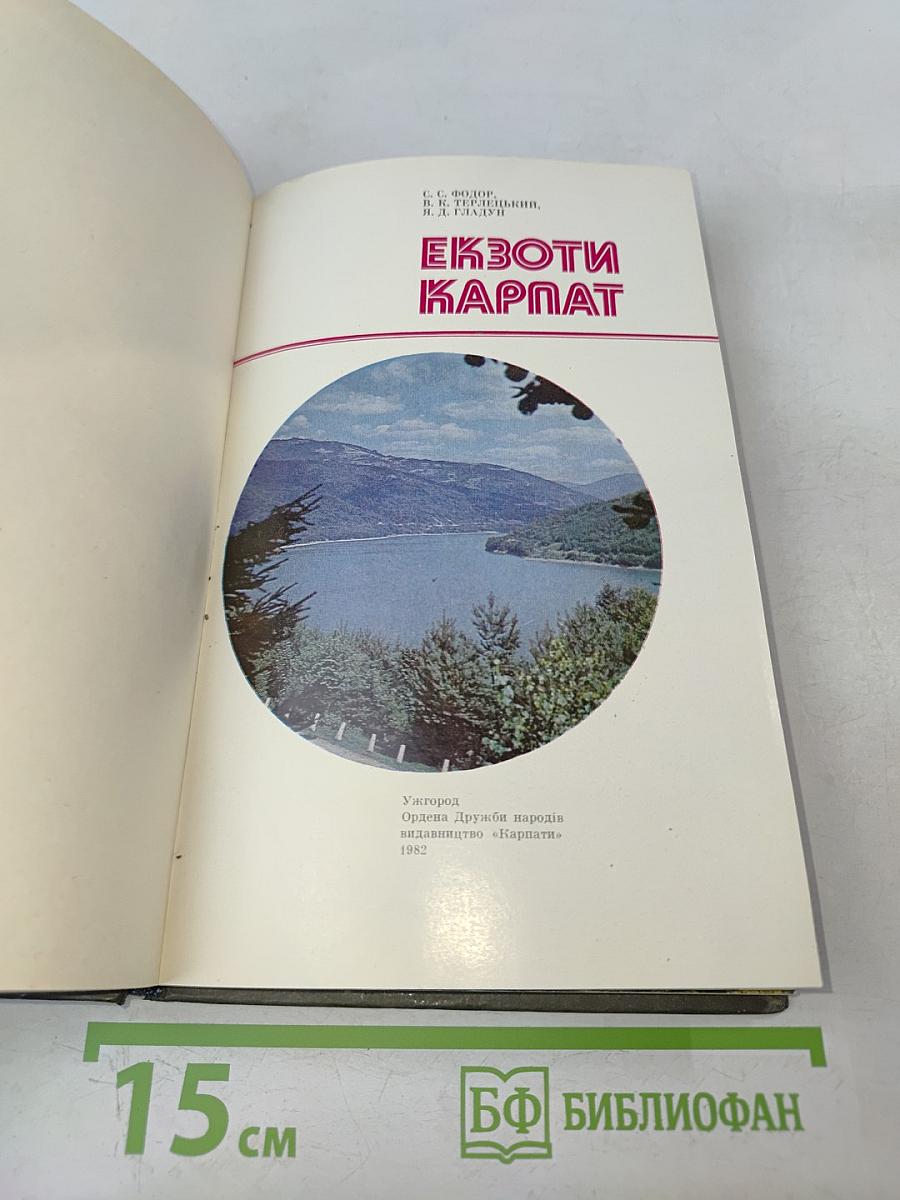 С. С. ФОДОР,
В. К. ТЕРЛЕЦЬКИЙ,
Я. Д. ГЛАДУН
ЕКЗОТИ
КАРПАТ
Ужгород
Ордена Дружби народів
видавництво «Карпати»
1982
15 см
БФ БИБЛИОФАН